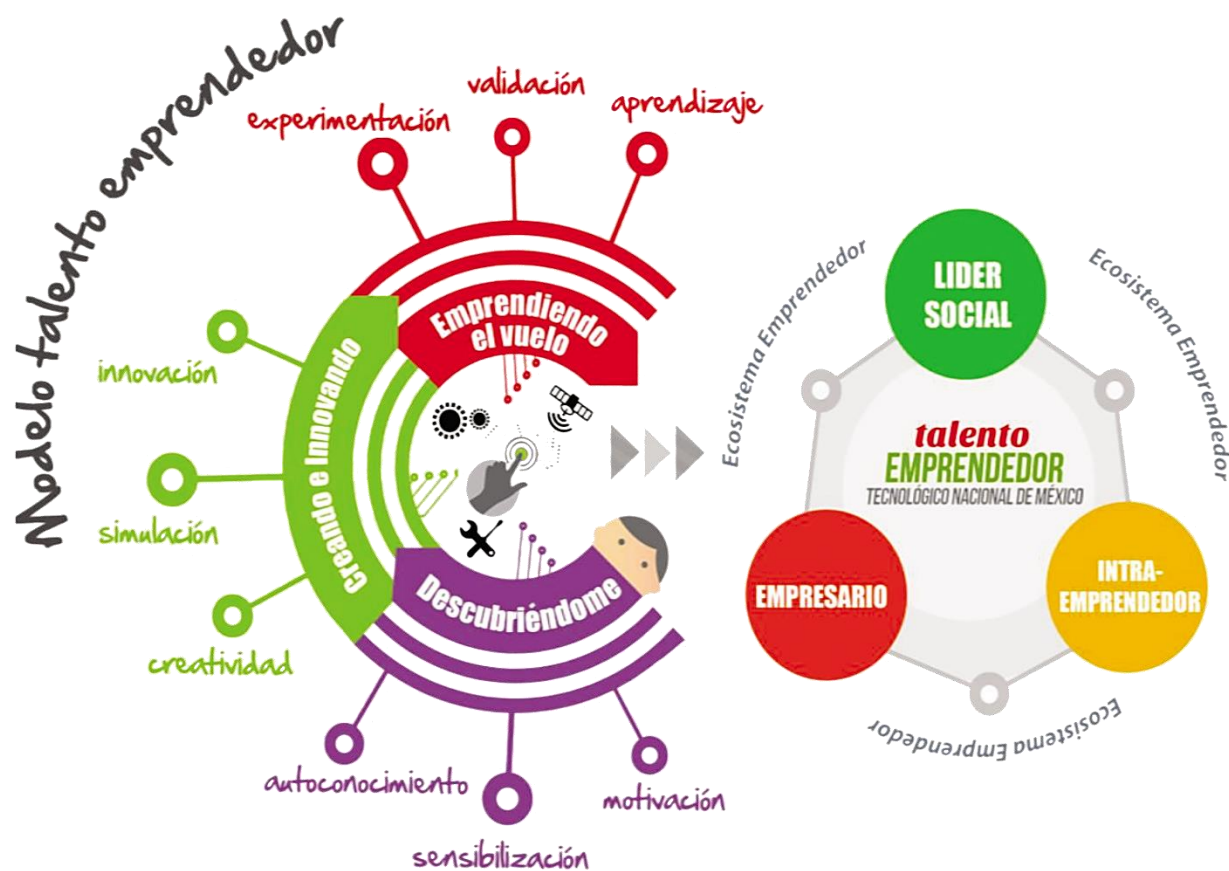 Modelo talento emprendedor
experimentación
validación
aprendizaje
Emprendiendo
el vuelo
innovación
simulación
creatividad
Creando e Innovando
Descubriéndome
autoconocimiento
sensibilización
motivación
Ecosistema Emprendedor
Ecosistema Emprendedor
LIDER
SOCIAL
talento
EMPRENDEDOR
TECNOLÓGICO NACIONAL DE MÉXICO
EMPRESARIO
INTRA-
EMPRENDEDOR
Ecosistema Emprendedor